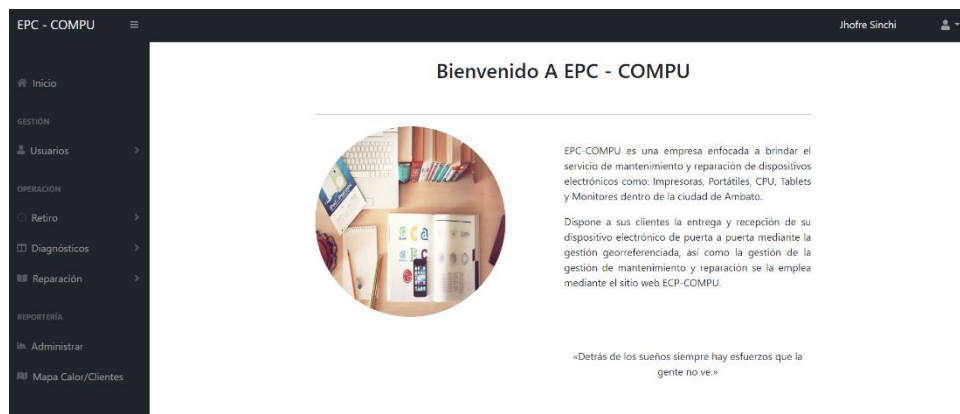 EPC - COMPU
Jhofre Sinchi
Inicio
GESTIÓN
Usuarios
OPERACIÓN
Retiro
Diagnósticos
Reparación
REPORTERÍA
Administrar
Mapa Calor/Clientes
Bienvenido A EPC - COMPU
EPC-COMPU es una empresa enfocada a brindar el
servicio de mantenimiento y reparación de dispositivos
electrónicos como: Impresoras, Portátiles, CPU, Tablets
y Monitores dentro de la ciudad de Ambato.
Dispone a sus clientes la entrega y recepción de su
dispositivo electrónico de puerta a puerta mediante la
gestión georreferenciada, así como la gestión de la
gestión de mantenimiento y reparación se la emplea
mediante el sitio web ECP-COMPU.
«Detrás de los sueños siempre hay esfuerzos que la
gente no ve.»